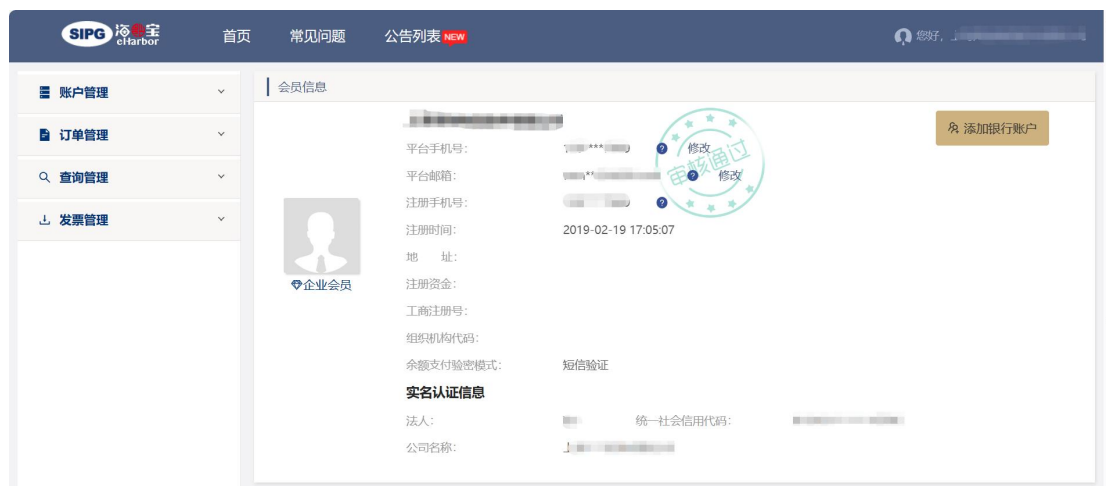 SIPG 海勃宝 eHarbor 首页 常见问题 公告列表 NEW 您好,
账户管理
订单管理
查询管理
发票管理
会员信息
添加银行账户
平台手机号: *** ? 修改
平台邮箱: ** ? 修改
注册手机号: ?
审核通过
注册时间: 2019-02-19 17:05:07
地 址:
企业会员
注册资金:
工商注册号:
组织机构代码:
余额支付验密模式: 短信验证
实名认证信息
法人: 统一社会信用代码:
公司名称: 上